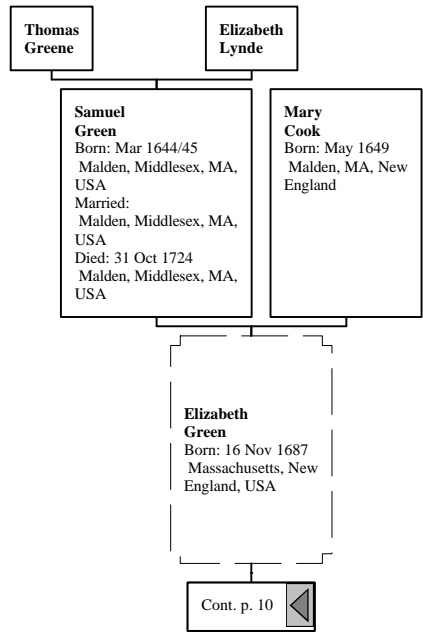 Thomas
Greene
Elizabeth
Lynde
Samuel
Green
Born: Mar 1644/45
Malden, Middlesex, MA,
USA
Married:
Malden, Middlesex, MA,
USA
Died: 31 Oct 1724
Malden, Middlesex, MA,
USA
Mary
Cook
Born: May 1649
Malden, MA, New
England
Elizabeth
Green
Born: 16 Nov 1687
Massachusetts, New
England, USA
Cont. p. 10